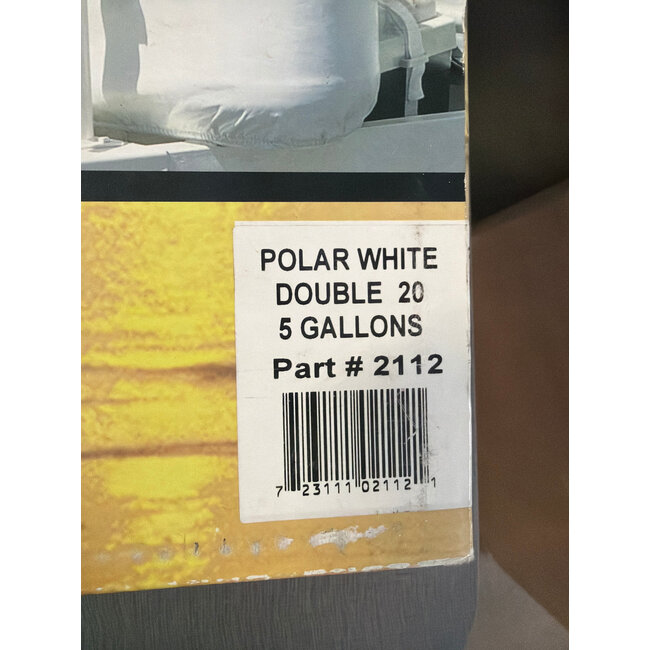 POLAR WHITE
DOUBLE 20
5 GALLONS
Part # 2112
7 23111 02112 1